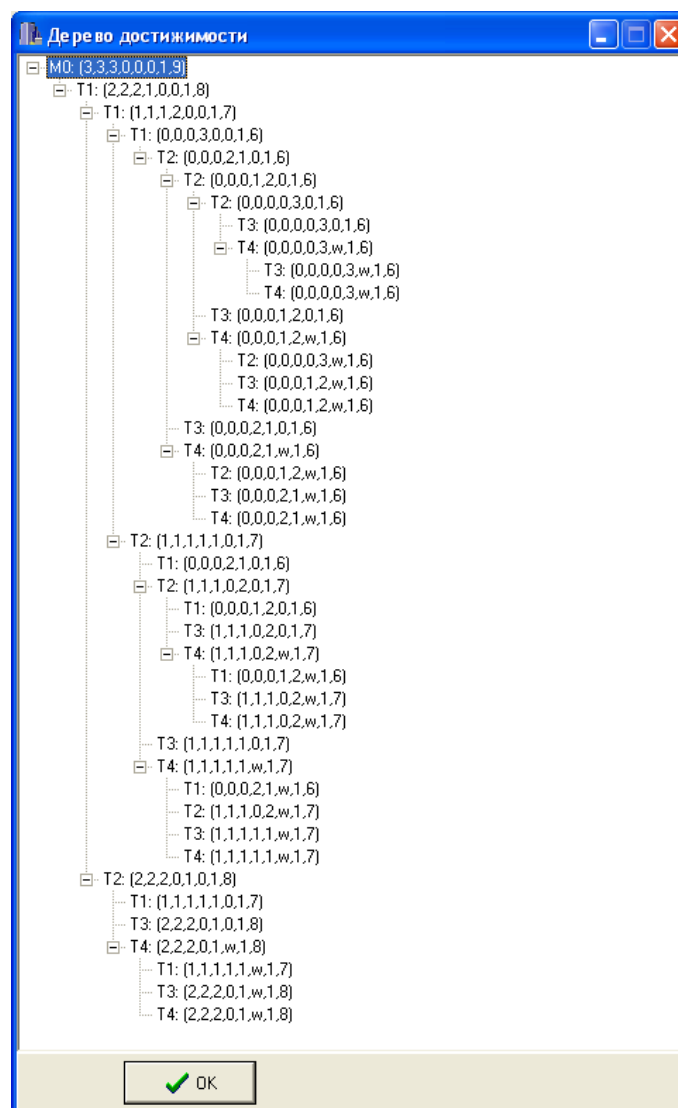 Дерево достижимости
M0: (3,3,3,0,0,0,1,9)
T1: (2,2,2,1,0,0,1,8)
T1: (1,1,1,2,0,0,1,7)
T1: (0,0,0,3,0,0,1,6)
T2: (0,0,0,2,1,0,1,6)
T2: (0,0,0,1,2,0,1,6)
T2: (0,0,0,0,3,0,1,6)
T3: (0,0,0,0,3,0,1,6)
T4: (0,0,0,0,3,w,1,6)
T3: (0,0,0,0,3,w,1,6)
T4: (0,0,0,0,3,w,1,6)
T3: (0,0,0,1,2,0,1,6)
T4: (0,0,0,1,2,w,1,6)
T2: (0,0,0,0,3,w,1,6)
T3: (0,0,0,1,2,w,1,6)
T4: (0,0,0,1,2,w,1,6)
T3: (0,0,0,2,1,0,1,6)
T4: (0,0,0,2,1,w,1,6)
T2: (0,0,0,1,2,w,1,6)
T3: (0,0,0,2,1,w,1,6)
T4: (0,0,0,2,1,w,1,6)
T2: (1,1,1,1,1,0,1,7)
T1: (0,0,0,2,1,0,1,6)
T2: (1,1,1,0,2,0,1,7)
T1: (0,0,0,1,2,0,1,6)
T3: (1,1,1,0,2,0,1,7)
T4: (1,1,1,0,2,w,1,7)
T1: (0,0,0,1,2,w,1,6)
T3: (1,1,1,0,2,w,1,7)
T4: (1,1,1,0,2,w,1,7)
T3: (1,1,1,1,1,0,1,7)
T4: (1,1,1,1,1,w,1,7)
T1: (0,0,0,2,1,w,1,6)
T2: (1,1,1,0,2,w,1,7)
T3: (1,1,1,1,1,w,1,7)
T4: (1,1,1,1,1,w,1,7)
T2: (2,2,2,0,1,0,1,8)
T1: (1,1,1,1,1,0,1,7)
T3: (2,2,2,0,1,0,1,8)
T4: (2,2,2,0,1,w,1,8)
T1: (1,1,1,1,1,w,1,7)
T3: (2,2,2,0,1,w,1,8)
T4: (2,2,2,0,1,w,1,8)
OK